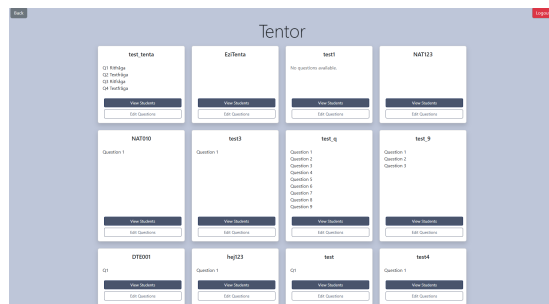 Back
Logout
Tentor
test_tenta
Q1 Ritfråga
Q2 Textfråga
Q3 Ritfråga
Q4 Textfråga
View Students
Edit Questions
EziTenta
View Students
Edit Questions
test1
No questions available.
View Students
Edit Questions
NAT123
View Students
Edit Questions
NAT010
Question 1
View Students
Edit Questions
test3
Question 1
View Students
Edit Questions
test_q
Question 1
Question 2
Question 3
Question 4
Question 5
Question 6
Question 7
Question 8
Question 9
View Students
Edit Questions
test_9
Question 1
Question 2
Question 3
View Students
Edit Questions
DTE001
Q1
View Students
Edit Questions
hej123
Question 1
View Students
Edit Questions
test
Q1
View Students
Edit Questions
test4
Question 1
View Students
Edit Questions